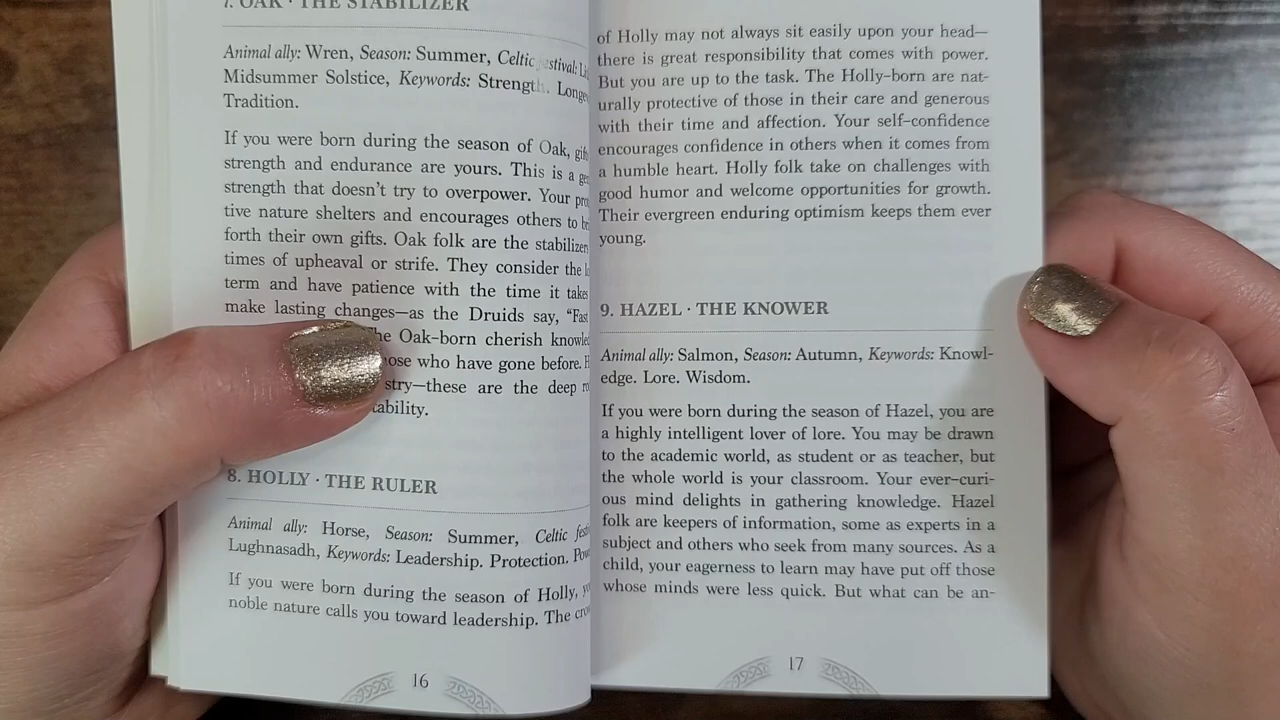 7. OAK · THE STABILIZER
Animal ally: Wren, Season: Summer, Celtic
Midsummer Solstice, Keywords: Strength.
Tradition.
If you were born during the season of Oak,
strength and endurance are yours. This is a
strength that doesn't try to overpower. Your
tive nature shelters and encourages others to
forth their own gifts. Oak folk are the
times of upheaval or strife. They consider the
term and have patience with the time it takes
make lasting changes—as the Druids say, "Fast
Oak-born cherish
who have gone before.
these are the deep
8. HOLLY · THE RULER
Animal ally: Horse, Season: Summer, Celtic
Lughnasadh, Keywords: Leadership. Protection.
If you were born during the season of Holly,
noble nature calls you toward leadership. The
16
of Holly may not always sit easily upon your head—
there is great responsibility that comes with power.
But you are up to the task. The Holly-born are nat-
urally protective of those in their care and generous
with their time and affection. Your self-confidence
encourages confidence in others when it comes from
a humble heart. Holly folk take on challenges with
good humor and welcome opportunities for growth.
Their evergreen enduring optimism keeps them ever
young.
9. HAZEL · THE KNOWER
Animal ally: Salmon, Season: Autumn, Keywords: Knowl-
edge. Lore. Wisdom.
If you were born during the season of Hazel, you are
a highly intelligent lover of lore. You may be drawn
to the academic world, as student or as teacher, but
the whole world is your classroom. Your ever-curi-
ous mind delights in gathering knowledge. Hazel
folk are keepers of information, some as experts in a
subject and others who seek from many sources. As a
child, your eagerness to learn may have put off those
whose minds were less quick. But what can be an-
17